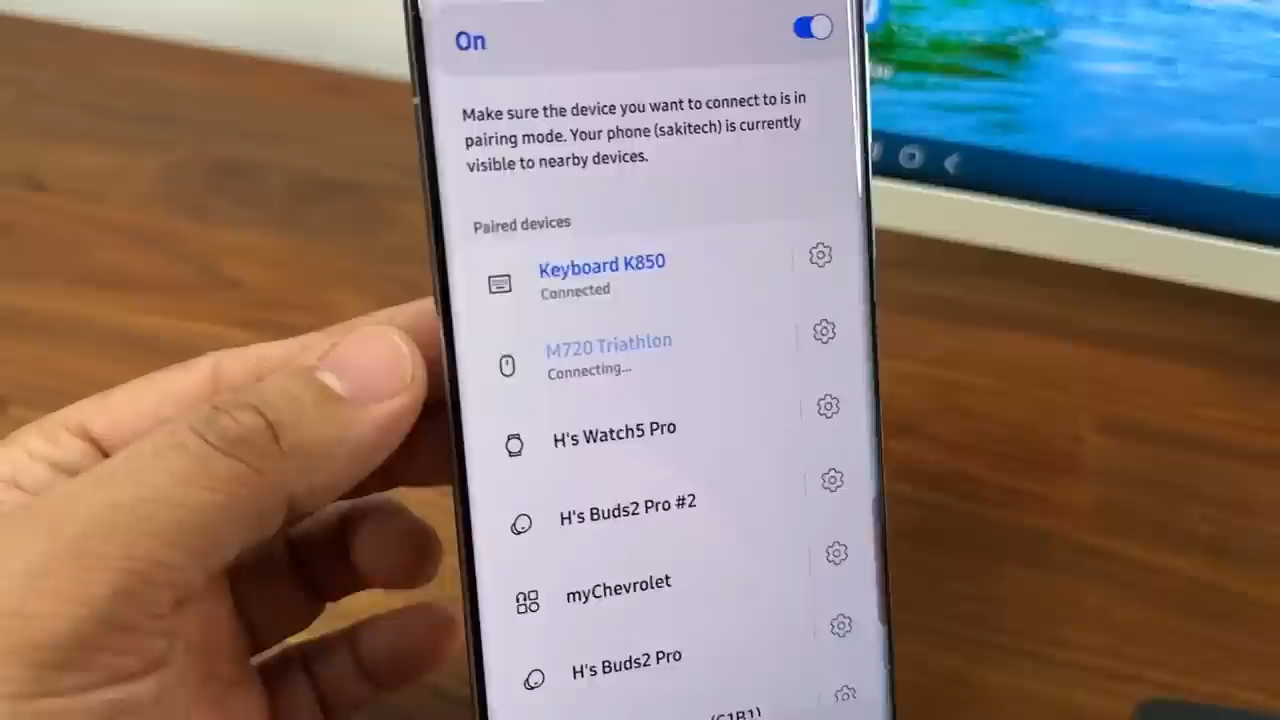 On
Make sure the device you want to connect to is in
pairing mode. Your phone (sakitech) is currently
visible to nearby devices.
Paired devices
Keyboard K850
Connected
M720 Triathlon
Connecting...
H's Watch5 Pro
H's Buds2 Pro #2
myChevrolet
H's Buds2 Pro